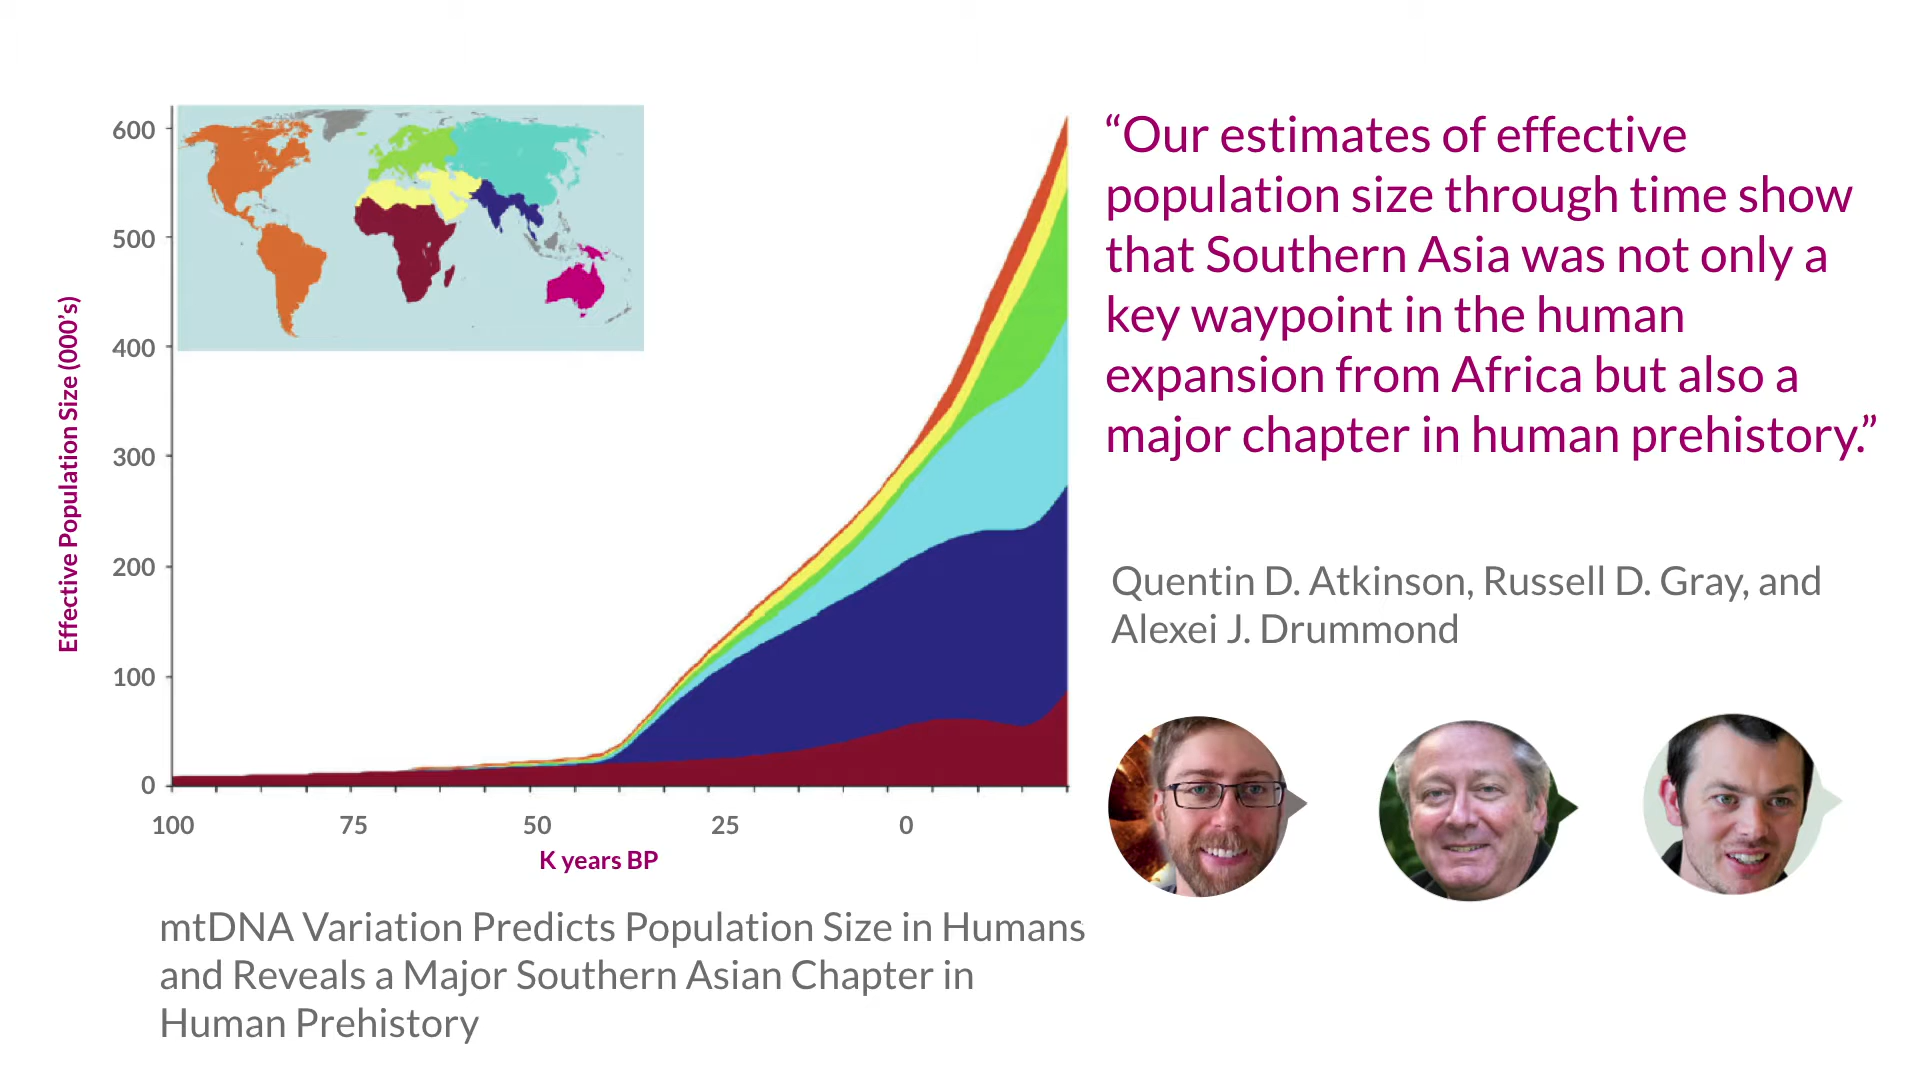 600
500
400
300
200
100
0
Effective Population Size (000's)
100 75 50 25 0
K years BP
mtDNA Variation Predicts Population Size in Humans
and Reveals a Major Southern Asian Chapter in
Human Prehistory
“Our estimates of effective
population size through time show
that Southern Asia was not only a
key waypoint in the human
expansion from Africa but also a
major chapter in human prehistory.”
Quentin D. Atkinson, Russell D. Gray, and
Alexei J. Drummond